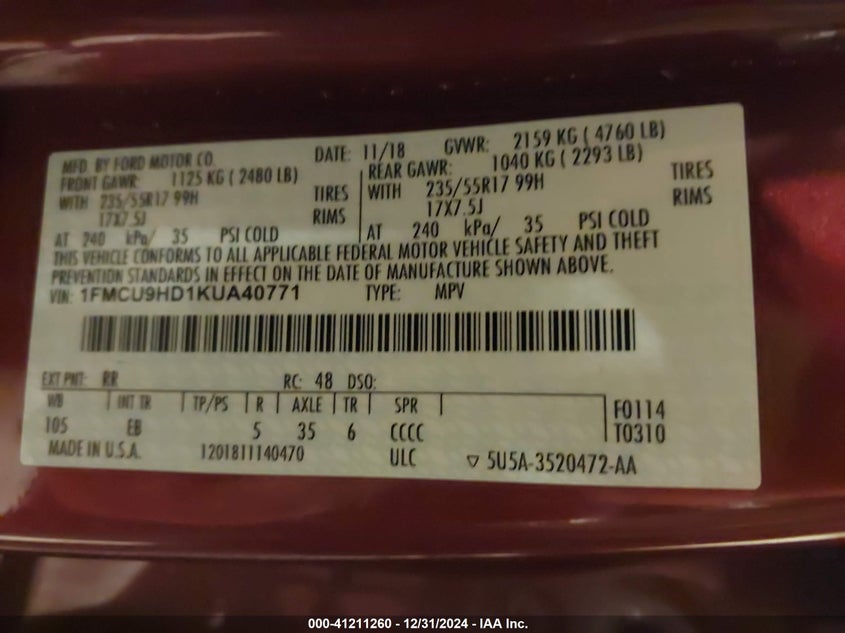 MFD. BY FORD MOTOR CO. DATE: 11/18 GVWR: 2159 KG ( 4760 LB)
FRONT GAWR: 1125 KG ( 2480 LB) REAR GAWR: 1040 KG ( 2293 LB)
WITH 235/55R17 99H TIRES WITH 235/55R17 99H TIRES
17X7.5J RIMS 17X7.5J RIMS
AT 240 kPa/ 35 PSI COLD AT 240 kPa/ 35 PSI COLD
THIS VEHICLE CONFORMS TO ALL APPLICABLE FEDERAL MOTOR VEHICLE SAFETY AND THEFT
PREVENTION STANDARDS IN EFFECT ON THE DATE OF MANUFACTURE SHOWN ABOVE.
VIN: 1FMCU9HD1KUA40771 TYPE: MPV
EXT PNT: RR RC: 48 DSO:
WB INT TR TP/PS R AXLE TR SPR F0114
105 EB 5 35 6 CCCC T0310
MADE IN U.S.A. 1201811140470 ULC ▽ 5U5A-3520472-AA
000-41211260 - 12/31/2024 - IAA Inc.